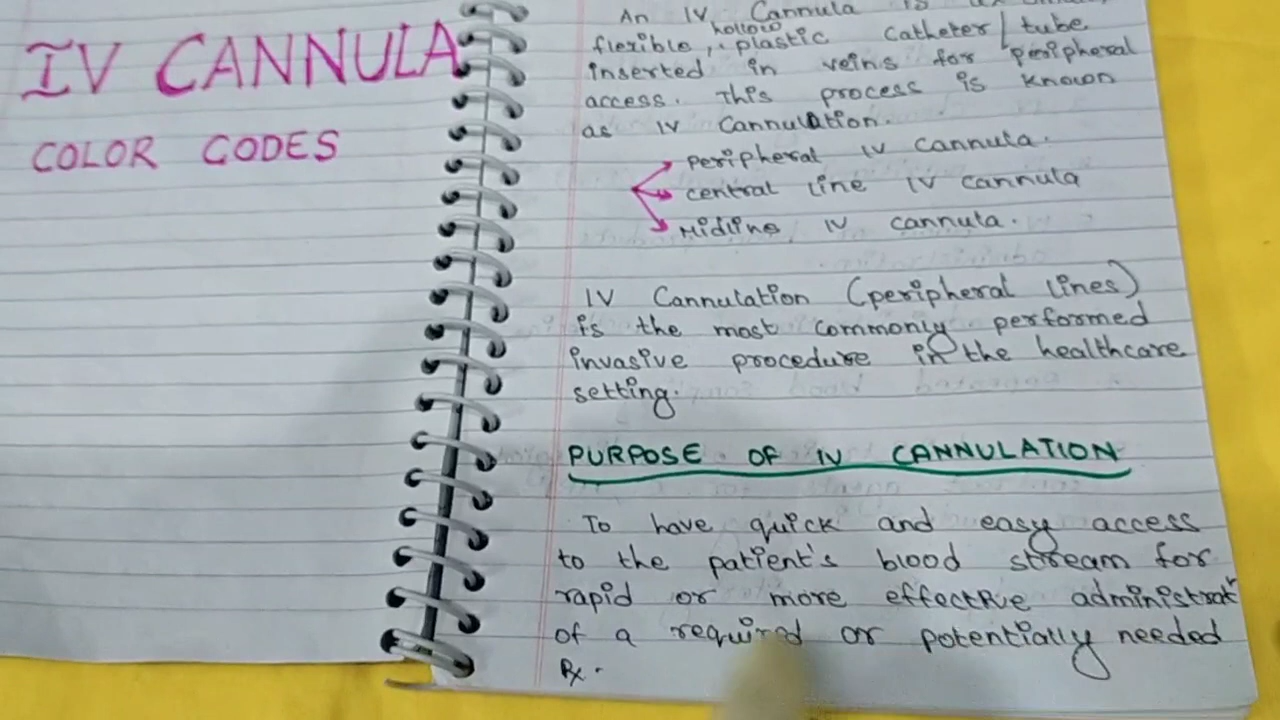 IV CANNULA
COLOR CODES
An IV Cannula is
hollow
flexible, plastic catheter/tube
inserted in veins for peripheral
access. This process is known
as IV Cannulation.
peripheral IV cannula.
central line IV cannula
Midline IV cannula.
IV Cannulation (peripheral lines)
is the most commonly performed
invasive procedure in the healthcare
setting.
PURPOSE OF IV CANNULATION
To have quick and easy access
to the patient's blood stream for
rapid or more effective administratn
of a required or potentially needed
Rx.